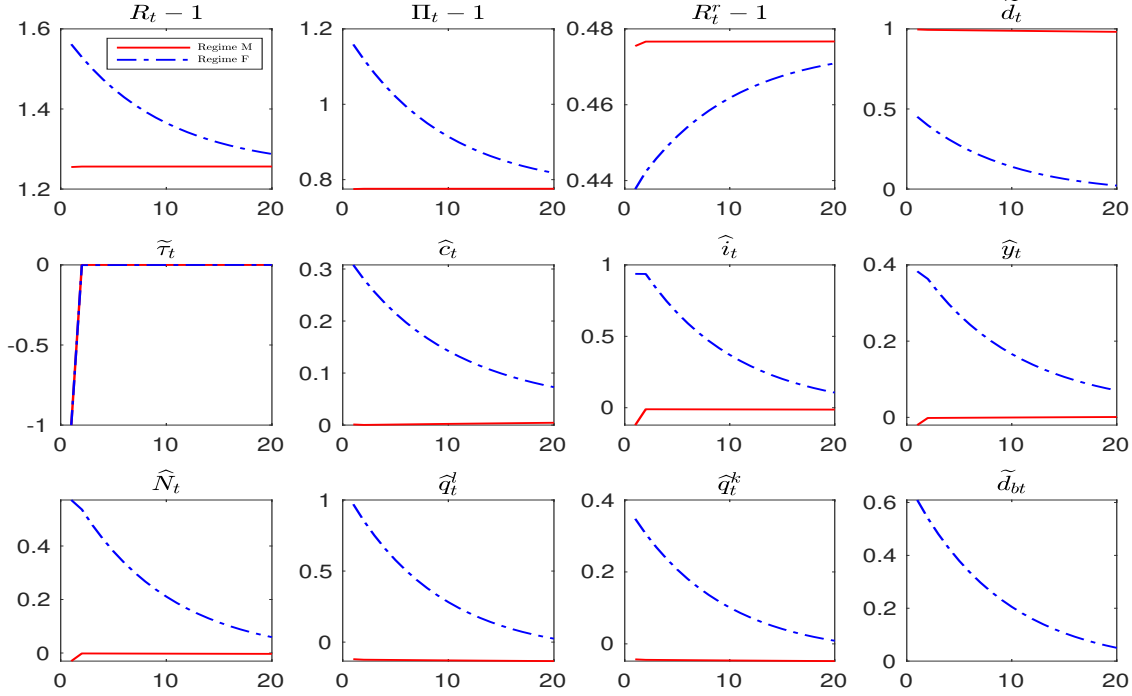 R_t − 1 Π_t − 1 R_t^r − 1 d̃_t
1.6 1.2 0.48 1
Regime M
Regime F
1.4 1 0.46 0.5
1.2 0.8 0.44 0
0 10 20 0 10 20 0 10 20 0 10 20
τ̃_t ĉ_t î_t ŷ_t
0 0.3 1 0.4
-0.5 0.2 0.5 0.2
0.1 0
-1 0 0
0 10 20 0 10 20 0 10 20 0 10 20
N̂_t q̂_t^l q̂_t^k d̃_bt
1 0.4 0.6
0.4 0.5 0.2 0.4
0.2 0.2
0 0 0 0
0 10 20 0 10 20 0 10 20 0 10 20